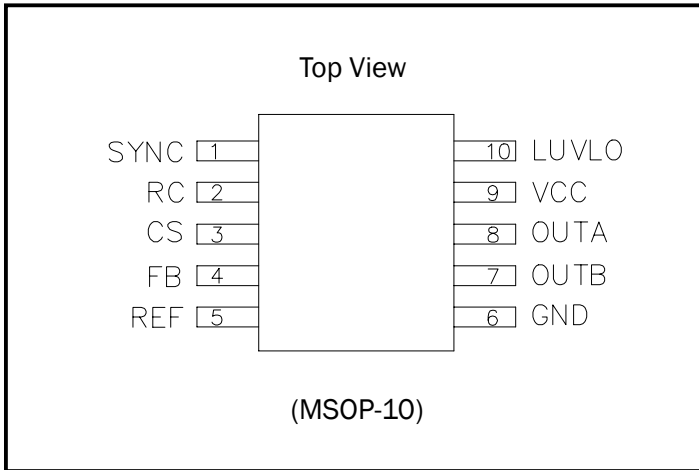 Top View
SYNC 1 10 LUVLO
RC 2 9 VCC
CS 3 8 OUTA
FB 4 7 OUTB
REF 5 6 GND
(MSOP-10)